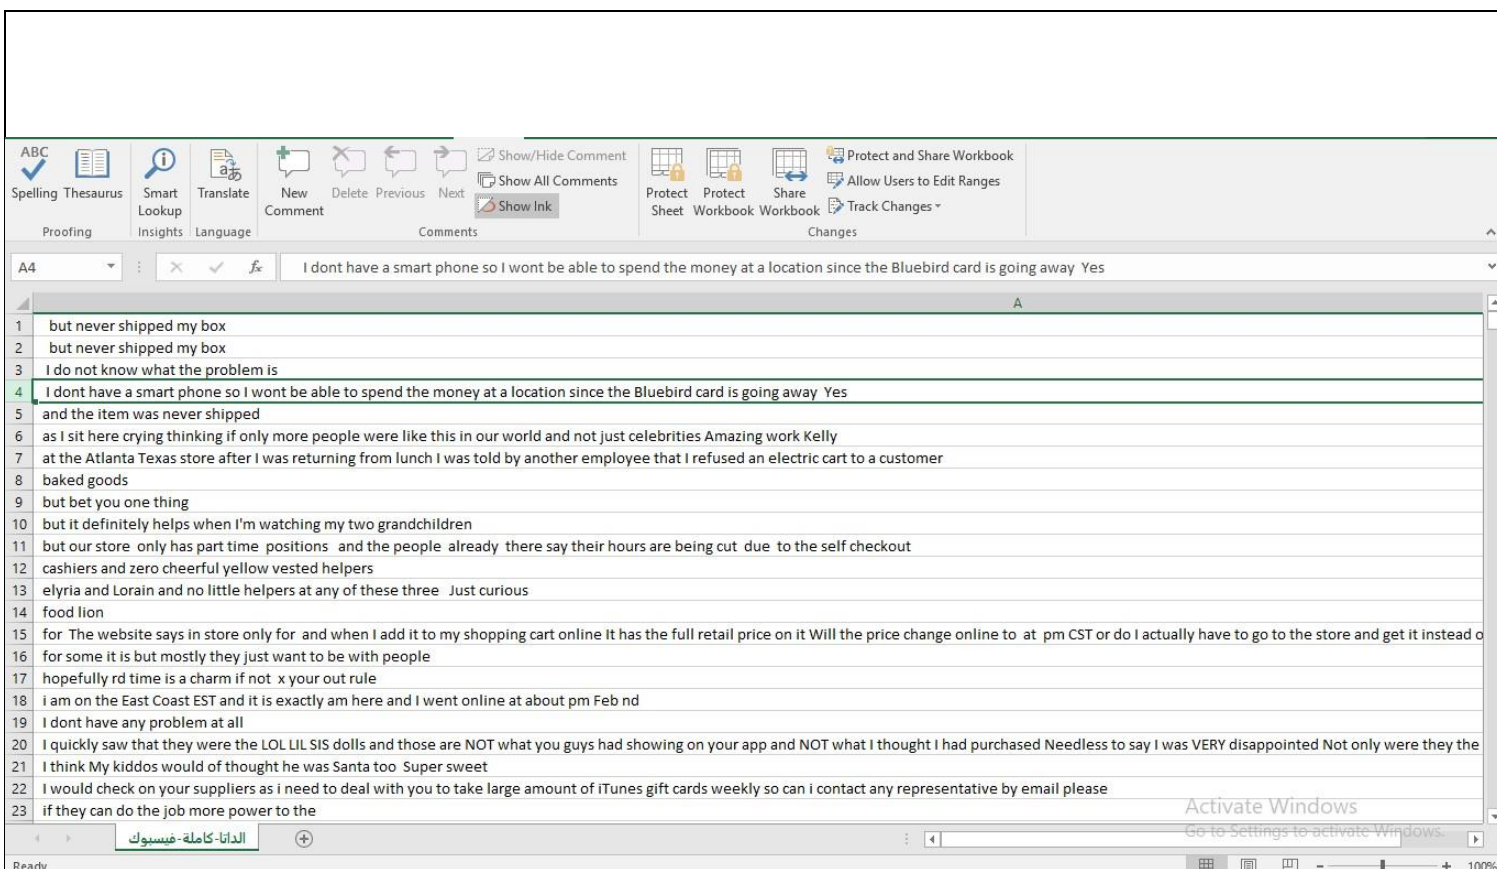 ABC
Spelling Thesaurus Smart Lookup Translate New Comment Delete Previous Next
Show/Hide Comment
Show All Comments
Show Ink
Protect Sheet Protect Workbook Share Workbook
Protect and Share Workbook
Allow Users to Edit Ranges
Track Changes
Proofing Insights Language Comments Changes
A4 fx I dont have a smart phone so I wont be able to spend the money at a location since the Bluebird card is going away Yes
A
1 but never shipped my box
2 but never shipped my box
3 I do not know what the problem is
4 I dont have a smart phone so I wont be able to spend the money at a location since the Bluebird card is going away Yes
5 and the item was never shipped
6 as I sit here crying thinking if only more people were like this in our world and not just celebrities Amazing work Kelly
7 at the Atlanta Texas store after I was returning from lunch I was told by another employee that I refused an electric cart to a customer
8 baked goods
9 but bet you one thing
10 but it definitely helps when I'm watching my two grandchildren
11 but our store only has part time positions and the people already there say their hours are being cut due to the self checkout
12 cashiers and zero cheerful yellow vested helpers
13 elyria and Lorain and no little helpers at any of these three Just curious
14 food lion
15 for The website says in store only for and when I add it to my shopping cart online It has the full retail price on it Will the price change online to at pm CST or do I actually have to go to the store and get it instead o
16 for some it is but mostly they just want to be with people
17 hopefully rd time is a charm if not x your out rule
18 i am on the East Coast EST and it is exactly am here and I went online at about pm Feb nd
19 I dont have any problem at all
20 I quickly saw that they were the LOL LIL SIS dolls and those are NOT what you guys had showing on your app and NOT what I thought I had purchased Needless to say I was VERY disappointed Not only were they the
21 I think My kiddos would of thought he was Santa too Super sweet
22 I would check on your suppliers as i need to deal with you to take large amount of iTunes gift cards weekly so can i contact any representative by email please
23 if they can do the job more power to the
Activate Windows
Go to Settings to activate Windows.
الداتا-كاملة-فيسبوك
Ready 100%